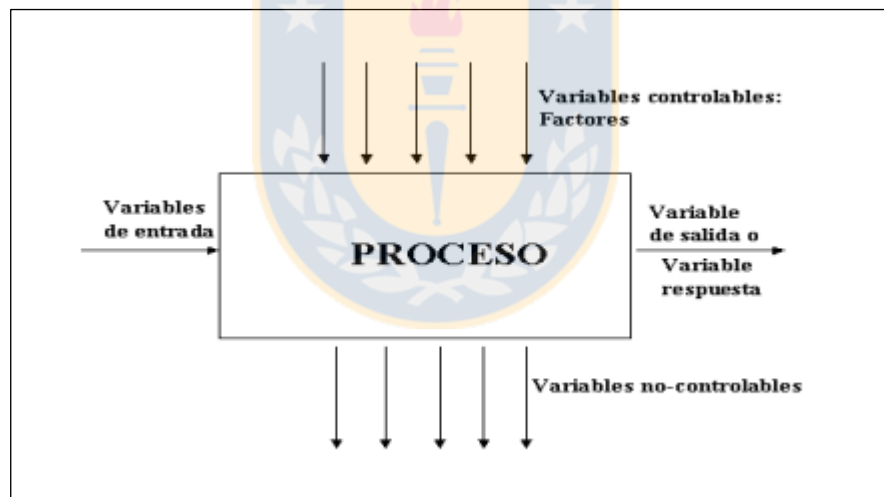 Variables controlables:
Factores
Variables
de entrada
PROCESO
Variable
de salida o
Variable
respuesta
Variables no-controlables